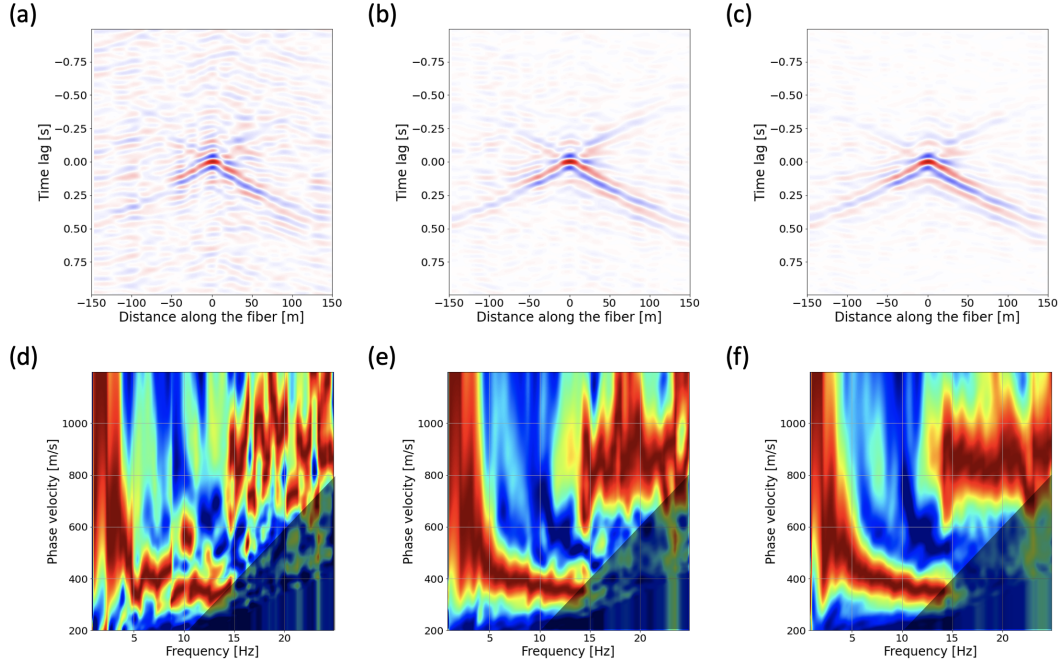 (a) (b) (c)
−0.75 −0.75 −0.75
−0.50 −0.50 −0.50
−0.25 −0.25 −0.25
0.00 0.00 0.00
0.25 0.25 0.25
0.50 0.50 0.50
0.75 0.75 0.75
Time lag [s] Time lag [s] Time lag [s]
−150 −100 −50 0 50 100 150 −150 −100 −50 0 50 100 150 −150 −100 −50 0 50 100 150
Distance along the fiber [m] Distance along the fiber [m] Distance along the fiber [m]
(d) (e) (f)
1000 1000 1000
800 800 800
600 600 600
400 400 400
200 200 200
Phase velocity [m/s] Phase velocity [m/s] Phase velocity [m/s]
5 10 15 20 5 10 15 20 5 10 15 20
Frequency [Hz] Frequency [Hz] Frequency [Hz]